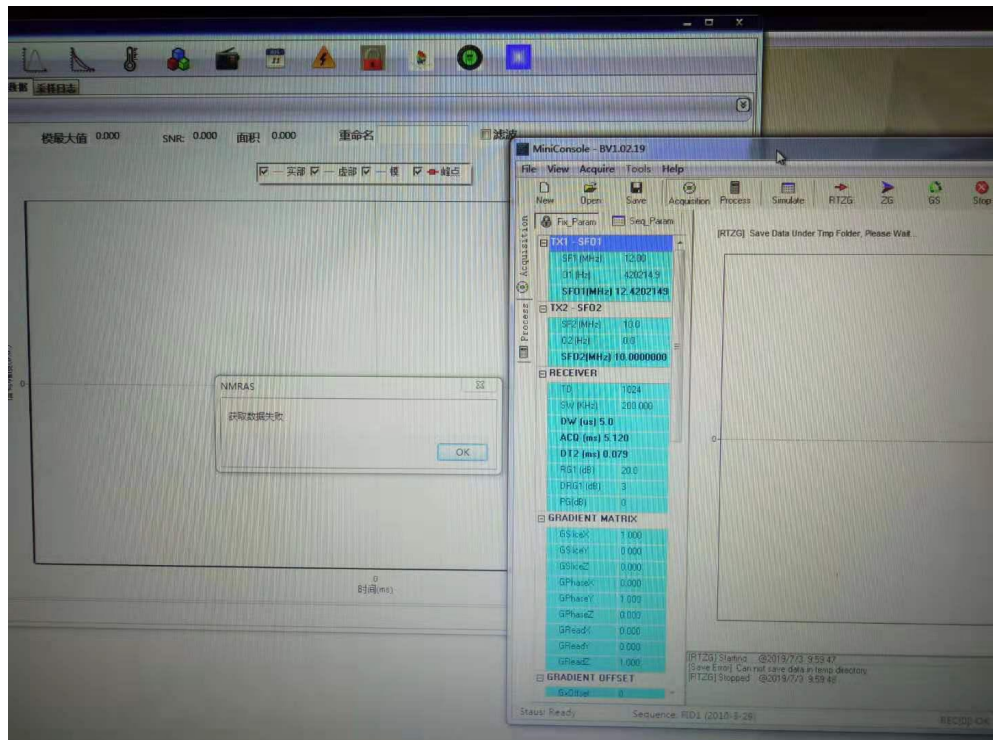 数据 采样日志
模最大值 0.000 SNR: 0.000 面积 0.000 重命名 滤波
实部 虚部 模 峰点
0
0
时间(ms)
NMRAS
获取数据失败
OK
MiniConsole - BV1.02.19
File View Acquire Tools Help
New Open Save Acquisition Process Simulate RTZG ZG GS Stop
Acquisition
Process
Fix_Param Seq_Param
TX1 - SFO1
SF1 (MHz) 12.00
O1 (Hz) 420214.9
SFO1(MHz) 12.4202149
TX2 - SFO2
SF2 (MHz) 10.0
O2 (Hz) 0.0
SFO2(MHz) 10.0000000
RECEIVER
TD 1024
SW (KHz) 200.000
DW (us) 5.0
ACQ (ms) 5.120
DT2 (ms) 0.079
RG1 (dB) 20.0
DRG1 (dB) 3
PG(dB) 0
GRADIENT MATRIX
GSliceX 1.000
GSliceY 0.000
GSliceZ 0.000
GPhaseX 0.000
GPhaseY 1.000
GPhaseZ 0.000
GReadX 0.000
GReadY 0.000
GReadZ 1.000
GRADIENT OFFSET
GxOffset 0
[RTZG] Save Data Under Tmp Folder, Please Wait...
0
[RTZG] Starting @2019/7/3 9:59:47
[Save Error] Can not save data in temp directory
[RTZG] Stopped @2019/7/3 9:59:48
Staus: Ready Sequence: FID1 (2010-3-28)